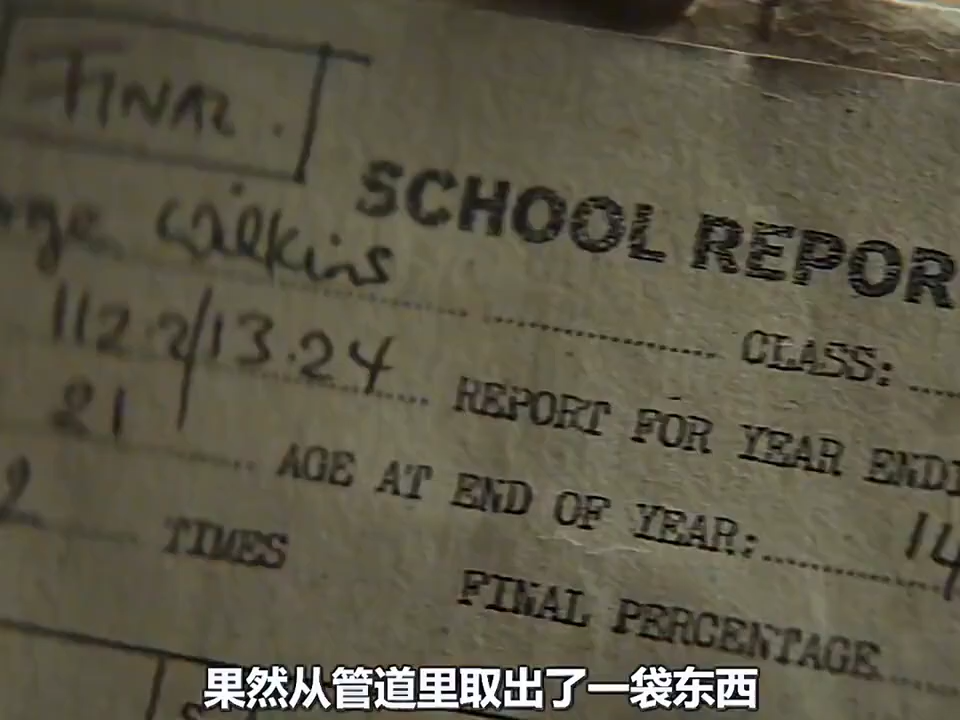 FINAL.
SCHOOL REPOR
Wilkins
CLASS:
112.2/13.24 REPORT FOR YEAR ENDI
21 AGE AT END OF YEAR: 14
2 TIMES
FINAL PERCENTAGE
果然从管道里取出了一袋东西